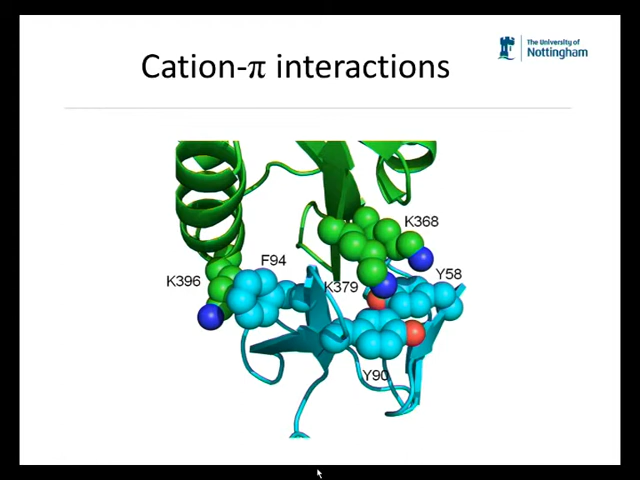 Cation-π interactions
The University of
Nottingham
K368
F94
K396
K379
Y58
Y90